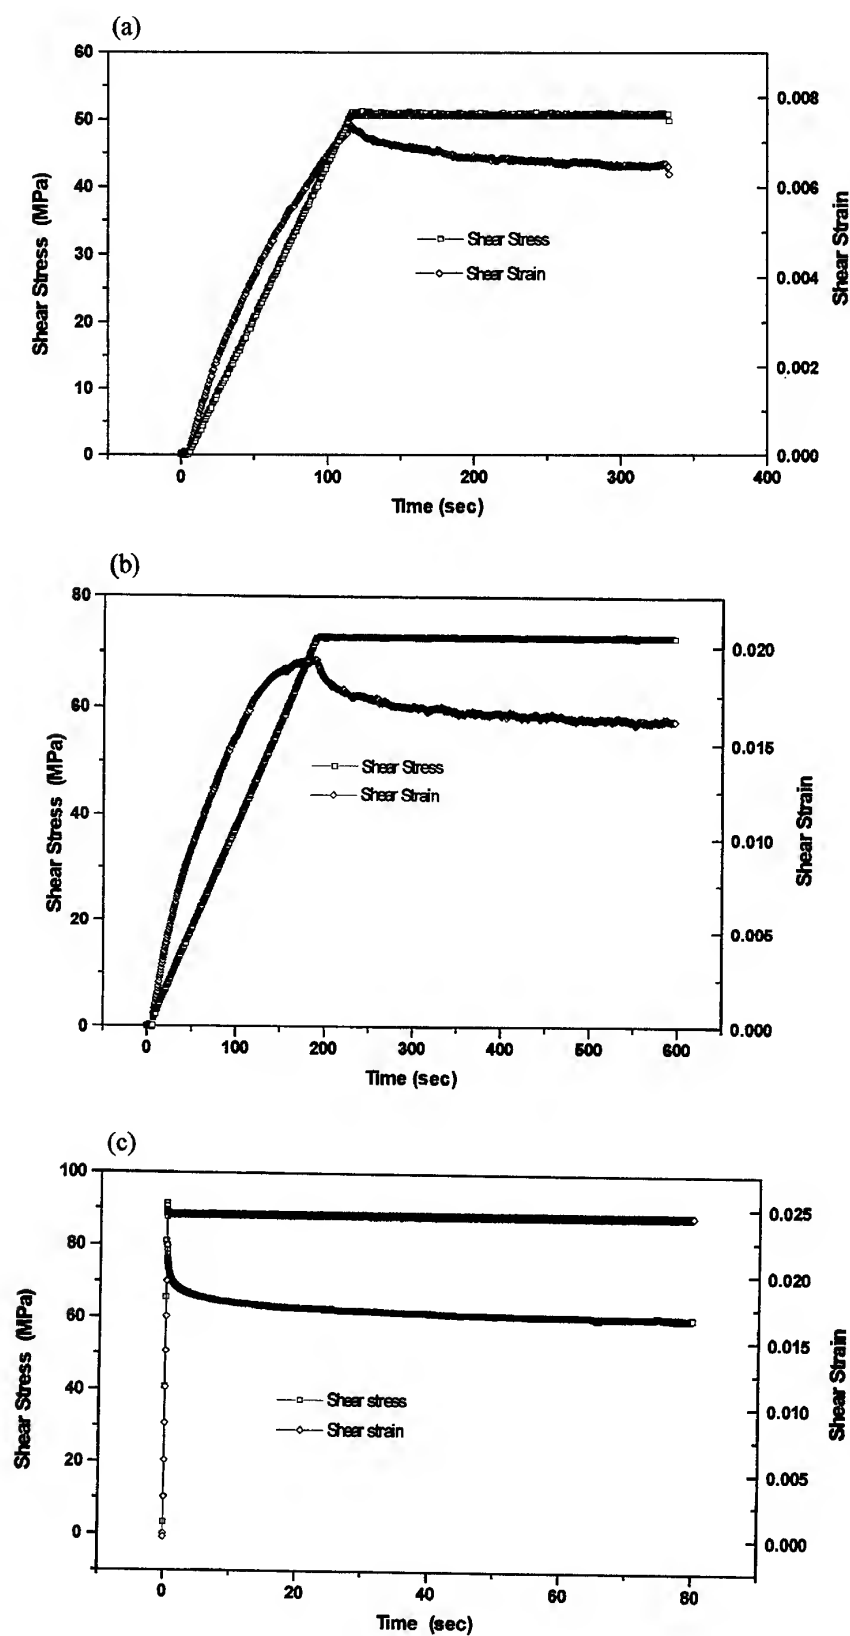 (a)
60
50
40
30
20
10
0
Shear Stress (MPa)
0.008
0.006
0.004
0.002
0.000
Shear Strain
Shear Stress
Shear Strain
0
100
200
300
400
Time (sec)
(b)
80
60
40
20
0
Shear Stress (MPa)
0.020
0.015
0.010
0.005
0.000
Shear Strain
Shear Stress
Shear Strain
0
100
200
300
400
500
600
Time (sec)
(c)
100
80
60
40
20
0
Shear Stress (MPa)
0.025
0.020
0.015
0.010
0.005
0.000
Shear Strain
Shear stress
Shear strain
0
20
40
60
80
Time (sec)